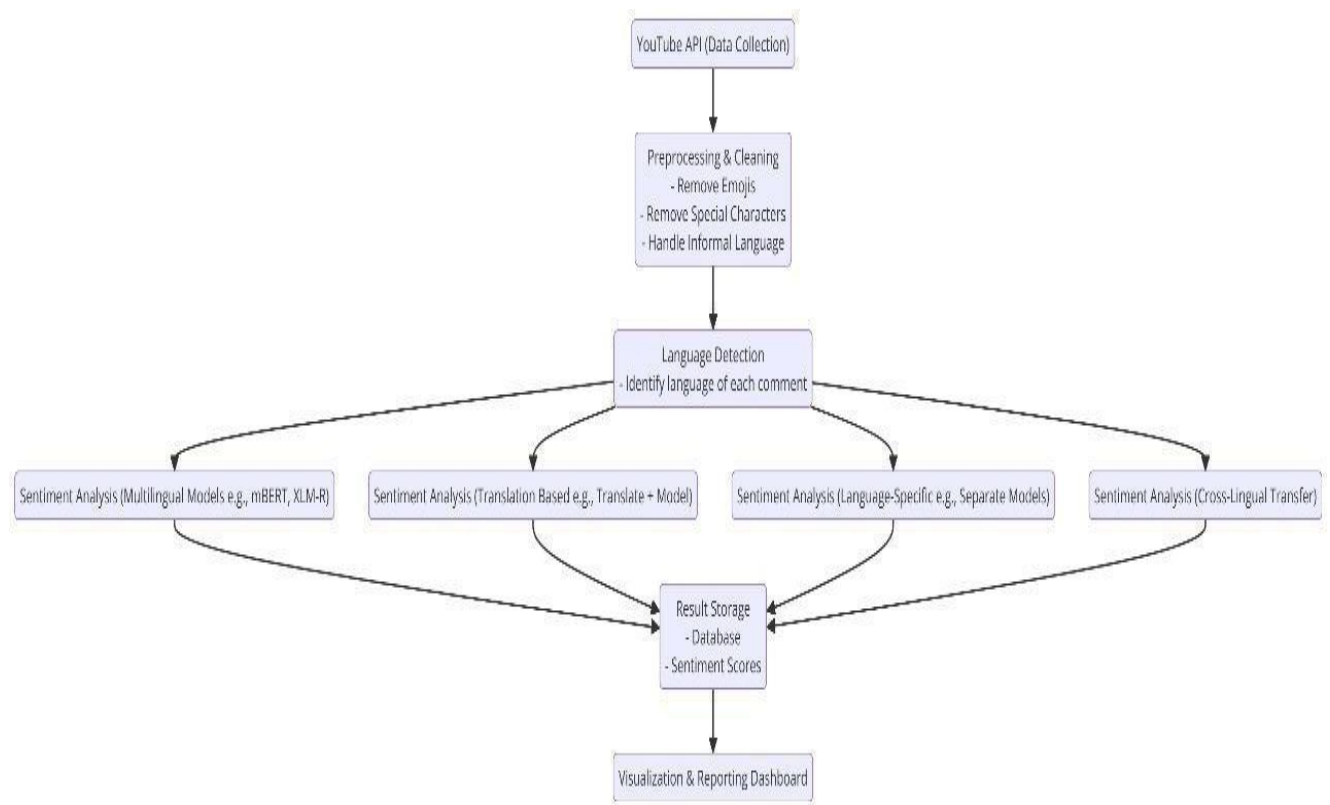 YouTube API (Data Collection)
Preprocessing & Cleaning
- Remove Emojis
- Remove Special Characters
- Handle Informal Language
Language Detection
- Identify language of each comment
Sentiment Analysis (Multilingual Models e.g., mBERT, XLM-R)
Sentiment Analysis (Translation Based e.g., Translate + Model)
Sentiment Analysis (Language-Specific e.g., Separate Models)
Sentiment Analysis (Cross-Lingual Transfer)
Result Storage
- Database
- Sentiment Scores
Visualization & Reporting Dashboard